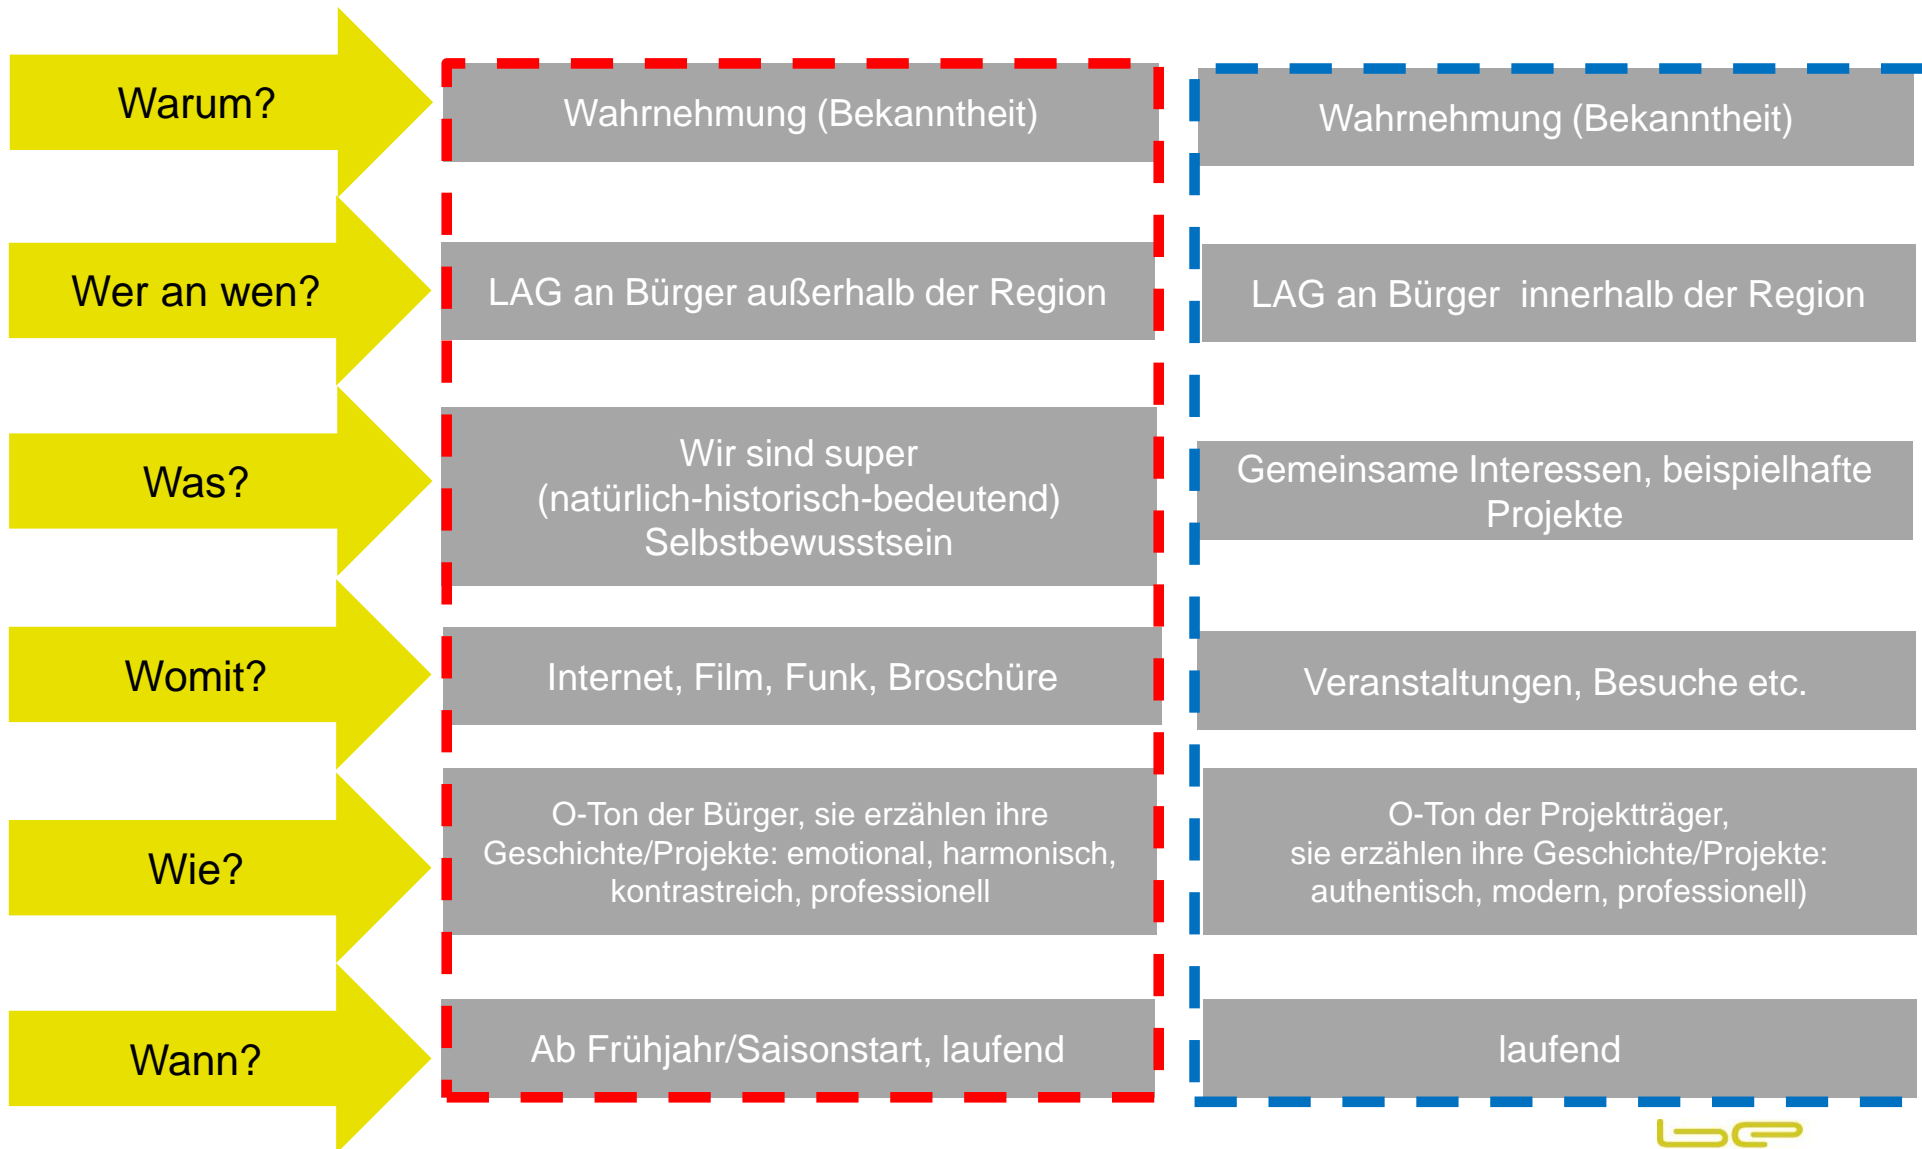 Warum?
Wahrnehmung (Bekanntheit)
Wahrnehmung (Bekanntheit)
Wer an wen?
LAG an Bürger außerhalb der Region
LAG an Bürger  innerhalb der Region
Was?
Wir sind super
(natürlich-historisch-bedeutend)
Selbstbewusstsein
Gemeinsame Interessen, beispielhafte
Projekte
Womit?
Internet, Film, Funk, Broschüre
Veranstaltungen, Besuche etc.
Wie?
O-Ton der Bürger, sie erzählen ihre
Geschichte/Projekte: emotional, harmonisch,
kontrastreich, professionell
O-Ton der Projektträger,
sie erzählen ihre Geschichte/Projekte:
authentisch, modern, professionell)
Wann?
Ab Frühjahr/Saisonstart, laufend
laufend